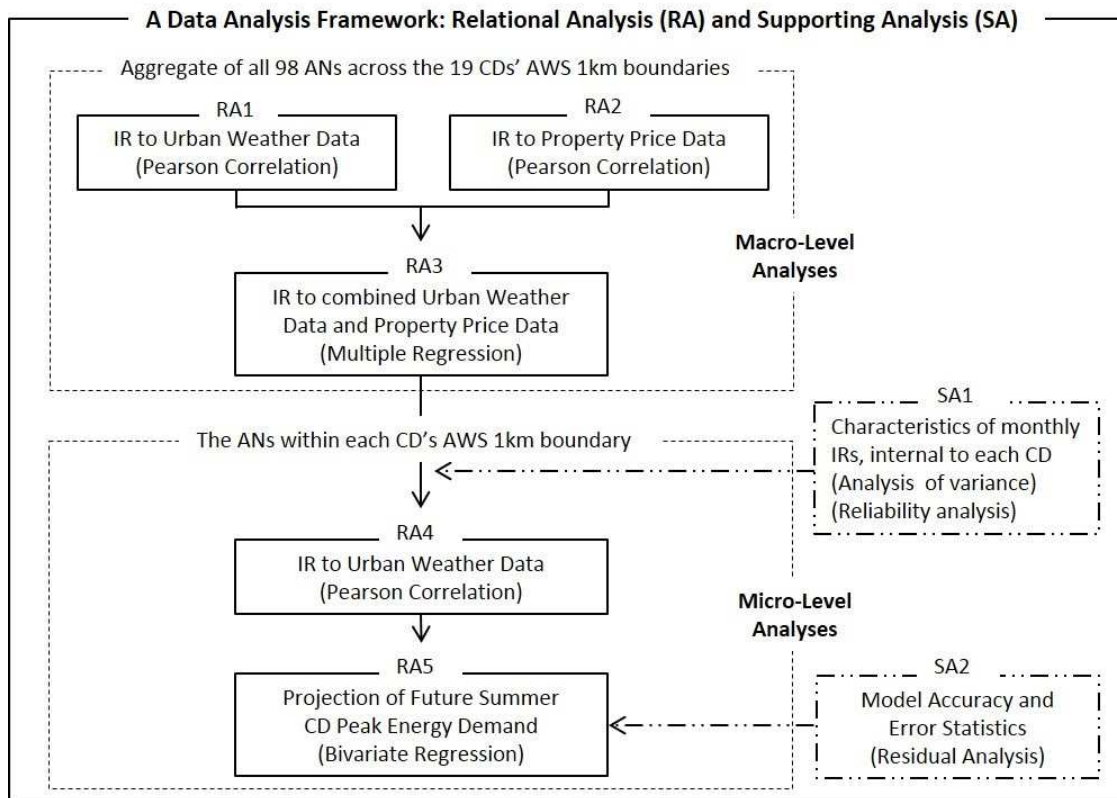 A Data Analysis Framework: Relational Analysis (RA) and Supporting Analysis (SA)
Aggregate of all 98 ANs across the 19 CDs' AWS 1km boundaries
RA1
IR to Urban Weather Data
(Pearson Correlation)
RA2
IR to Property Price Data
(Pearson Correlation)
Macro-Level
Analyses
RA3
IR to combined Urban Weather
Data and Property Price Data
(Multiple Regression)
SA1
Characteristics of monthly
IRs, internal to each CD
(Analysis of variance)
(Reliability analysis)
The ANs within each CD's AWS 1km boundary
RA4
IR to Urban Weather Data
(Pearson Correlation)
Micro-Level
Analyses
RA5
Projection of Future Summer
CD Peak Energy Demand
(Bivariate Regression)
SA2
Model Accuracy and
Error Statistics
(Residual Analysis)